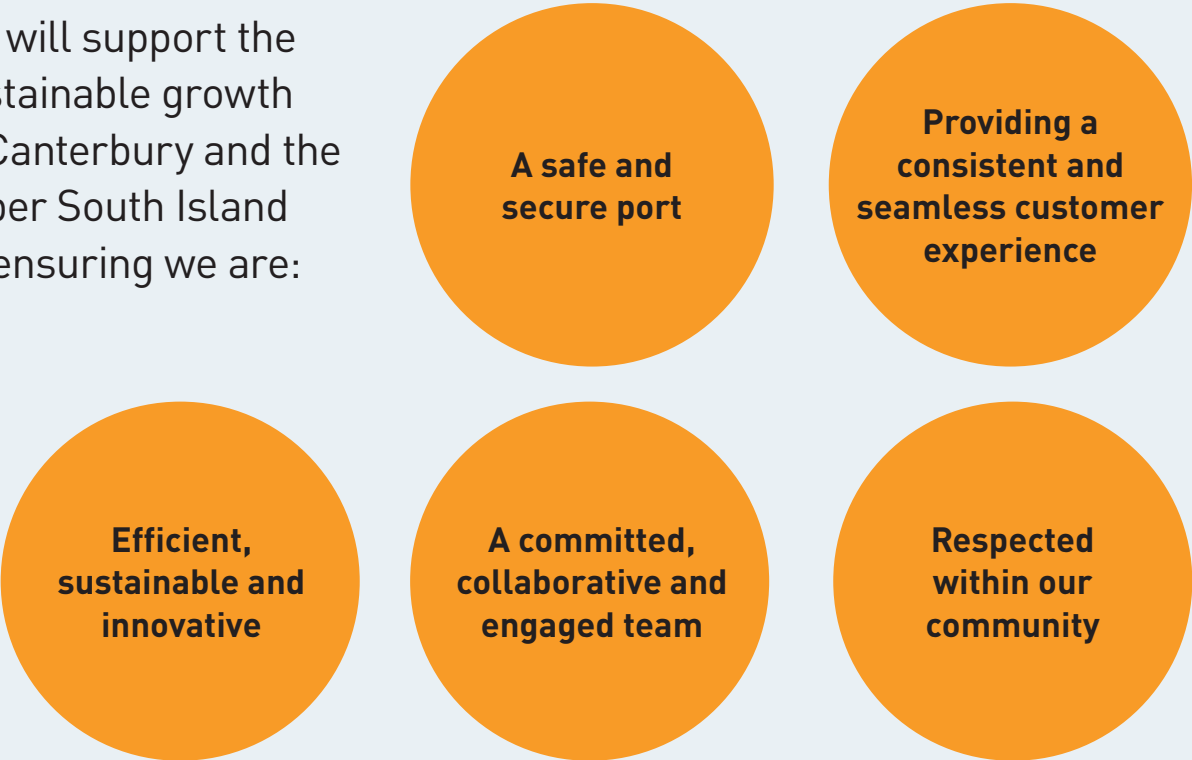 will support the
stainable growth
Canterbury and the
per South Island
ensuring we are:
A safe and
secure port
Providing a
consistent and
seamless customer
experience
Efficient,
sustainable and
innovative
A committed,
collaborative and
engaged team
Respected
within our
community